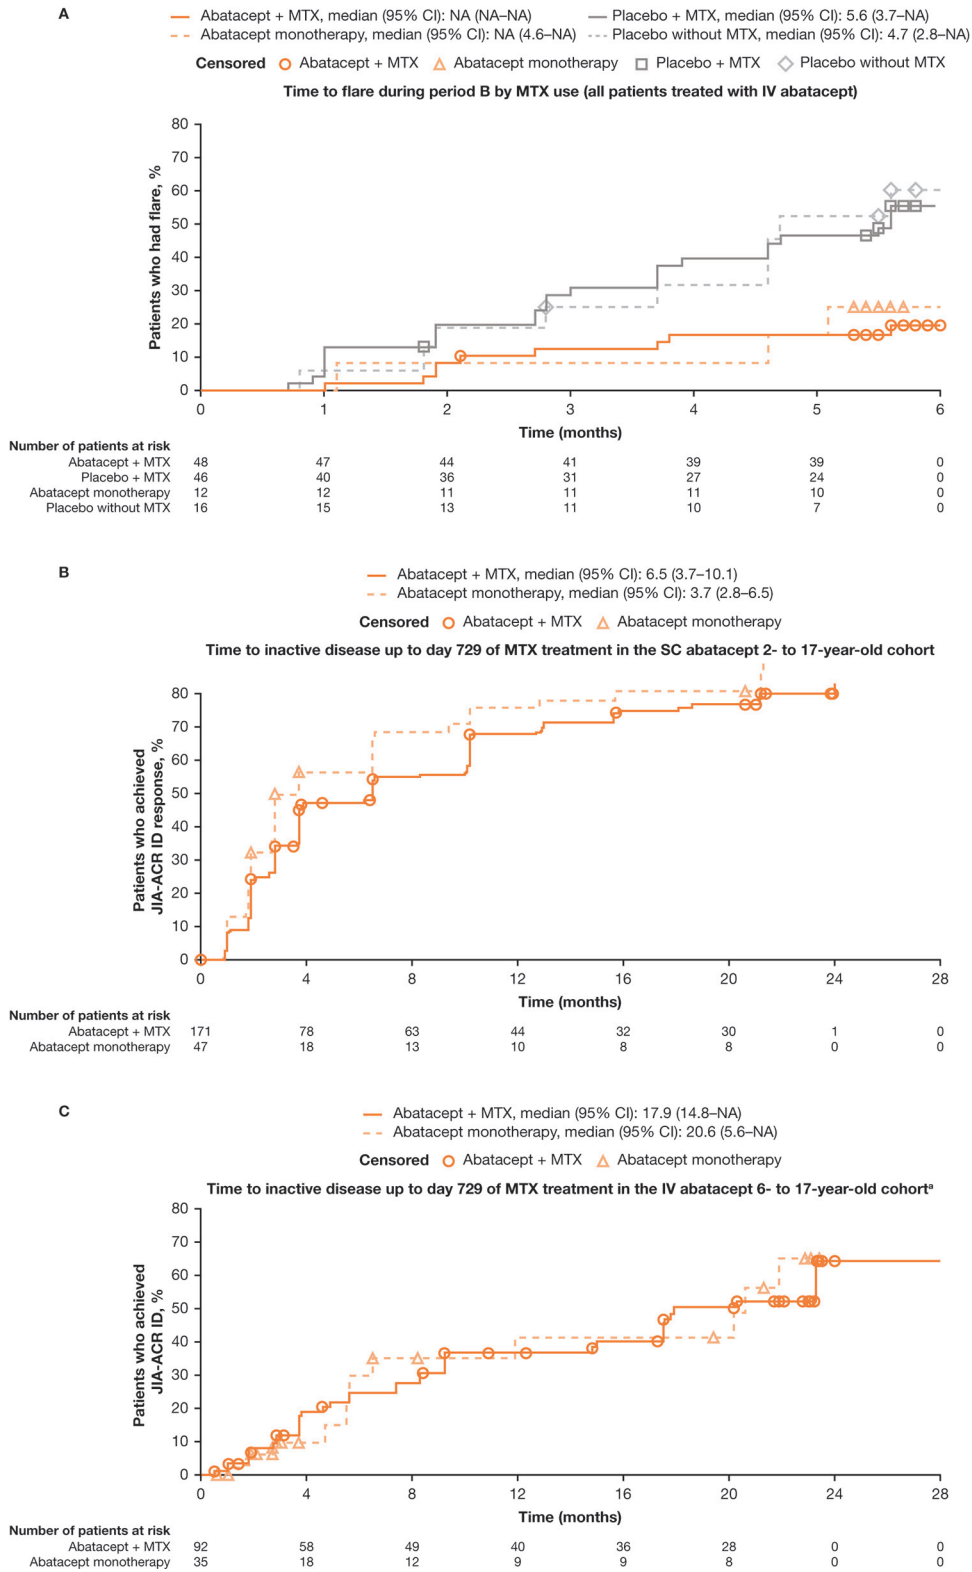 A
Abatacept + MTX, median (95% CI): NA (NA–NA)
Placebo + MTX, median (95% CI): 5.6 (3.7–NA)
Abatacept monotherapy, median (95% CI): NA (4.6–NA)
Placebo without MTX, median (95% CI): 4.7 (2.8–NA)
Censored Abatacept + MTX Abatacept monotherapy Placebo + MTX Placebo without MTX
Time to flare during period B by MTX use (all patients treated with IV abatacept)
Patients who had flare, %
80
70
60
50
40
30
20
10
0
0 1 2 3 4 5 6
Time (months)
Number of patients at risk
Abatacept + MTX 48 47 44 41 39 39 0
Placebo + MTX 46 40 36 31 27 24 0
Abatacept monotherapy 12 12 11 11 11 10 0
Placebo without MTX 16 15 13 11 10 7 0
B
Abatacept + MTX, median (95% CI): 6.5 (3.7–10.1)
Abatacept monotherapy, median (95% CI): 3.7 (2.8–6.5)
Censored Abatacept + MTX Abatacept monotherapy
Time to inactive disease up to day 729 of MTX treatment in the SC abatacept 2- to 17-year-old cohort
Patients who achieved
JIA-ACR ID response, %
80
70
60
50
40
30
20
10
0
0 4 8 12 16 20 24 28
Time (months)
Number of patients at risk
Abatacept + MTX 171 78 63 44 32 30 1 0
Abatacept monotherapy 47 18 13 10 8 8 0 0
C
Abatacept + MTX, median (95% CI): 17.9 (14.8–NA)
Abatacept monotherapy, median (95% CI): 20.6 (5.6–NA)
Censored Abatacept + MTX Abatacept monotherapy
Time to inactive disease up to day 729 of MTX treatment in the IV abatacept 6- to 17-year-old cohortᵃ
Patients who achieved
JIA-ACR ID, %
80
70
60
50
40
30
20
10
0
0 4 8 12 16 20 24 28
Time (months)
Number of patients at risk
Abatacept + MTX 92 58 49 40 36 28 0 0
Abatacept monotherapy 35 18 12 9 9 8 0 0